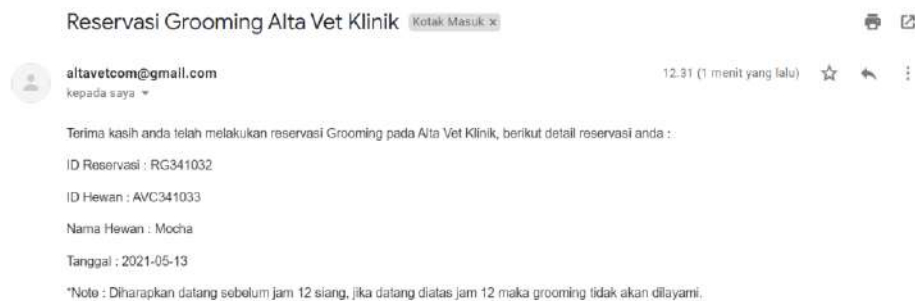 Reservasi Grooming Alta Vet Klinik Kotak Masuk x
altavetcom@gmail.com 12.31 (1 menit yang lalu)
kepada saya
Terima kasih anda telah melakukan reservasi Grooming pada Alta Vet Klinik, berikut detail reservasi anda :
ID Reservasi : RG341032
ID Hewan : AVC341033
Nama Hewan : Mocha
Tanggal : 2021-05-13
*Note : Diharapkan datang sebelum jam 12 siang, jika datang diatas jam 12 maka grooming tidak akan dilayami.